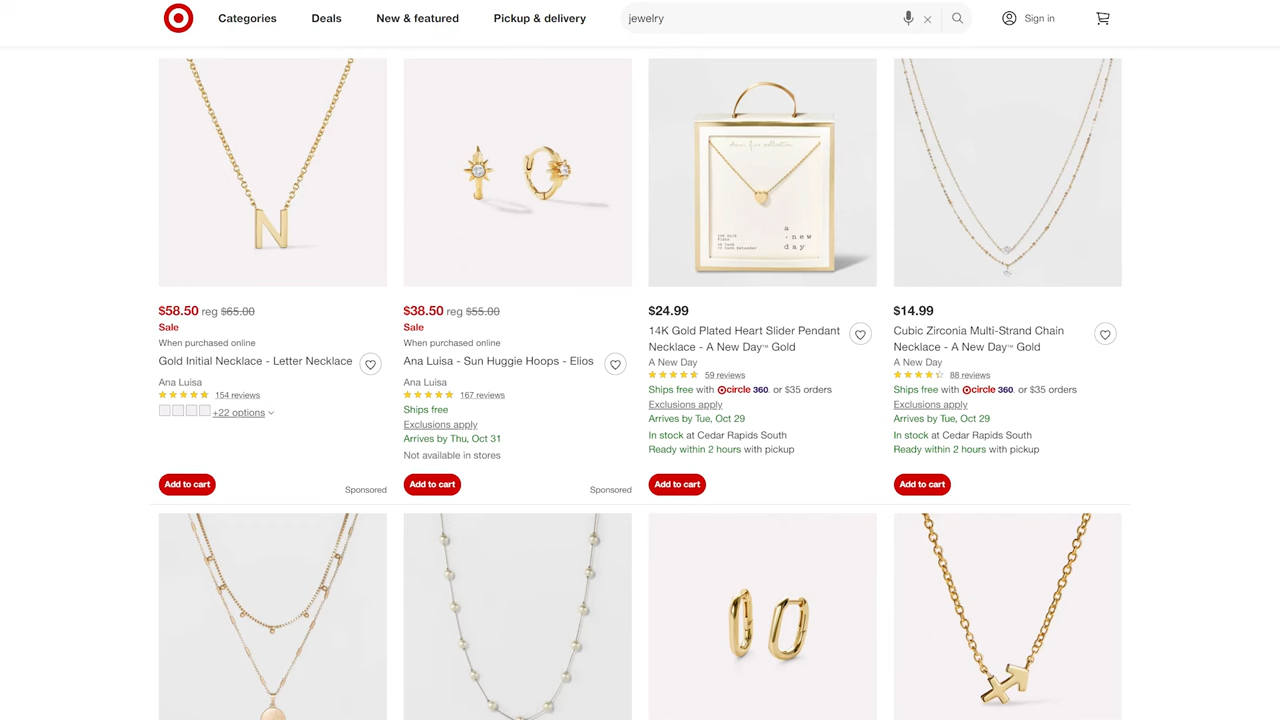 Categories
Deals
New & featured
Pickup & delivery
jewelry
Sign in
N
a
new
day
$58.50 reg $65.00
Sale
When purchased online
Gold Initial Necklace - Letter Necklace
Ana Luisa
154 reviews
+22 options
Add to cart
Sponsored
$38.50 reg $55.00
Sale
When purchased online
Ana Luisa - Sun Huggie Hoops - Elios
Ana Luisa
167 reviews
Ships free
Exclusions apply
Arrives by Thu, Oct 31
Not available in stores
Add to cart
Sponsored
$24.99
14K Gold Plated Heart Slider Pendant
Necklace - A New Day™ Gold
A New Day
59 reviews
Ships free with circle 360. or $35 orders
Exclusions apply
Arrives by Tue, Oct 29
In stock at Cedar Rapids South
Ready within 2 hours with pickup
Add to cart
$14.99
Cubic Zirconia Multi-Strand Chain
Necklace - A New Day™ Gold
A New Day
88 reviews
Ships free with circle 360. or $35 orders
Exclusions apply
Arrives by Tue, Oct 29
In stock at Cedar Rapids South
Ready within 2 hours with pickup
Add to cart